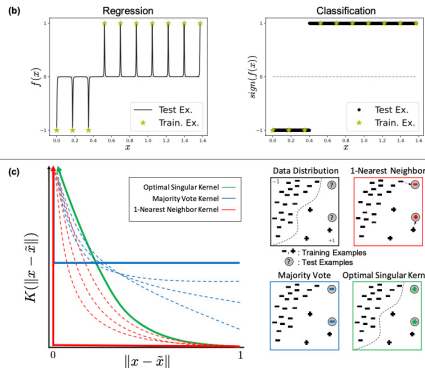 (b)
Regression
Classification
f(x)
1
0
−1
Test Ex.
Train. Ex.
0.0 0.2 0.4 0.6 0.8 1.0 1.2 1.4 1.6
x
sign(f(x))
1
0
−1
Test Ex.
Train. Ex.
0.0 0.2 0.4 0.6 0.8 1.0 1.2 1.4 1.6
x
(c)
Optimal Singular Kernel
Majority Vote Kernel
1-Nearest Neighbor Kernel
K(‖x − x̃‖)
0
‖x − x̃‖
1
Data Distribution
1-Nearest Neighbor
−1
?
?
+1
- + : Training Examples
? : Test Examples
Majority Vote
Optimal Singular Kernel